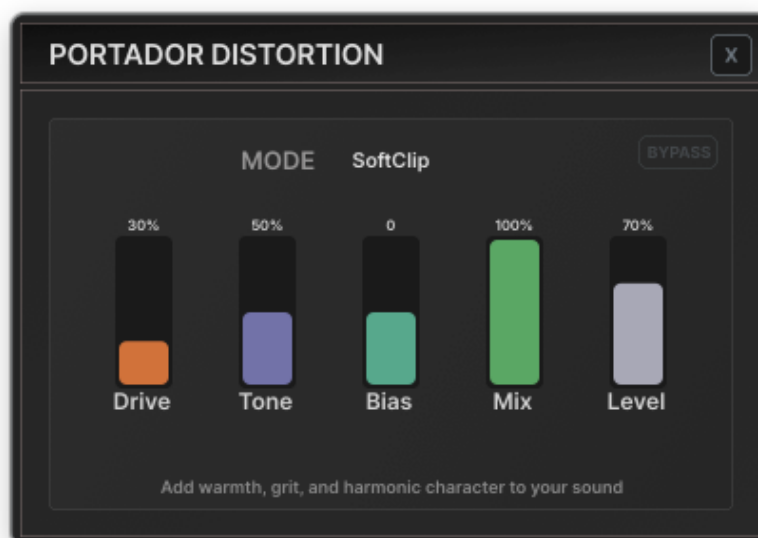 PORTADOR DISTORTION X
MODE SoftClip BYPASS
30% 50% 0 100% 70%
Drive Tone Bias Mix Level
Add warmth, grit, and harmonic character to your sound